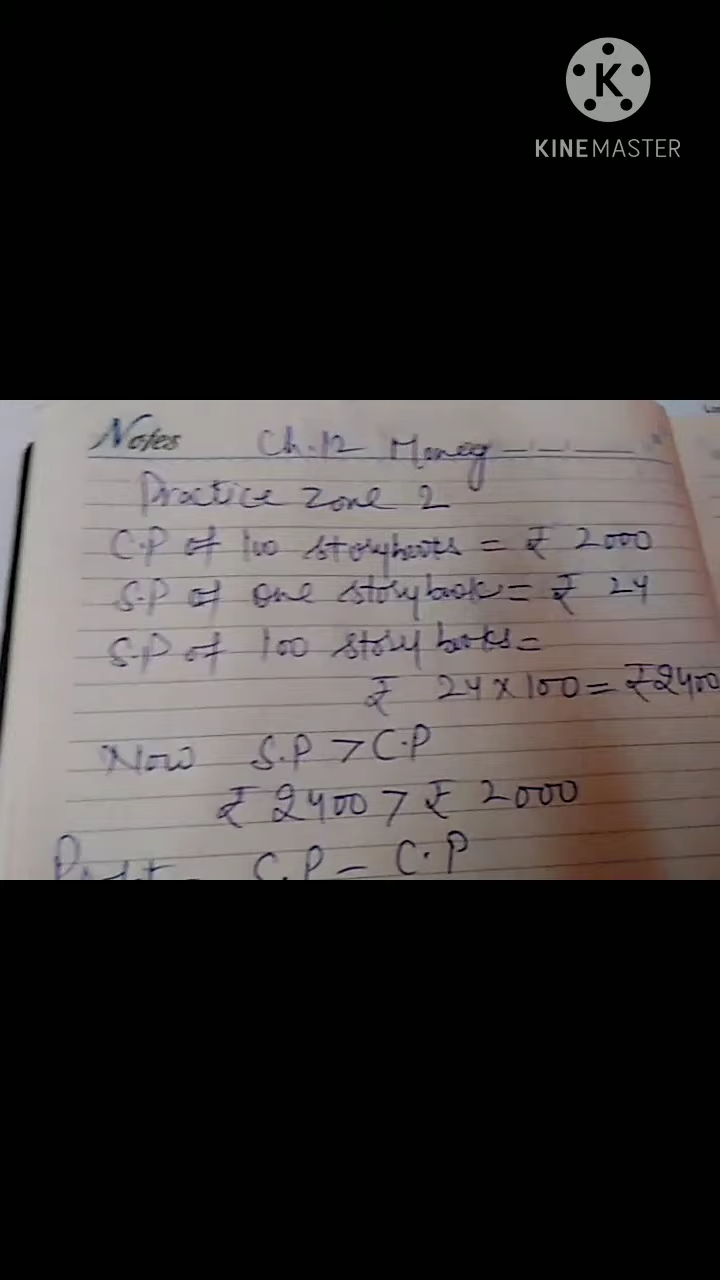 K
KINEMASTER
Notes Ch.12 Money
Practice Zone 2
C.P of 100 storybooks = ₹ 2000
S.P of one storybook = ₹ 24
S.P of 100 story books =
₹ 24 × 100 = ₹2400
Now S.P > C.P
₹ 2400 > ₹ 2000
C.P - C.P